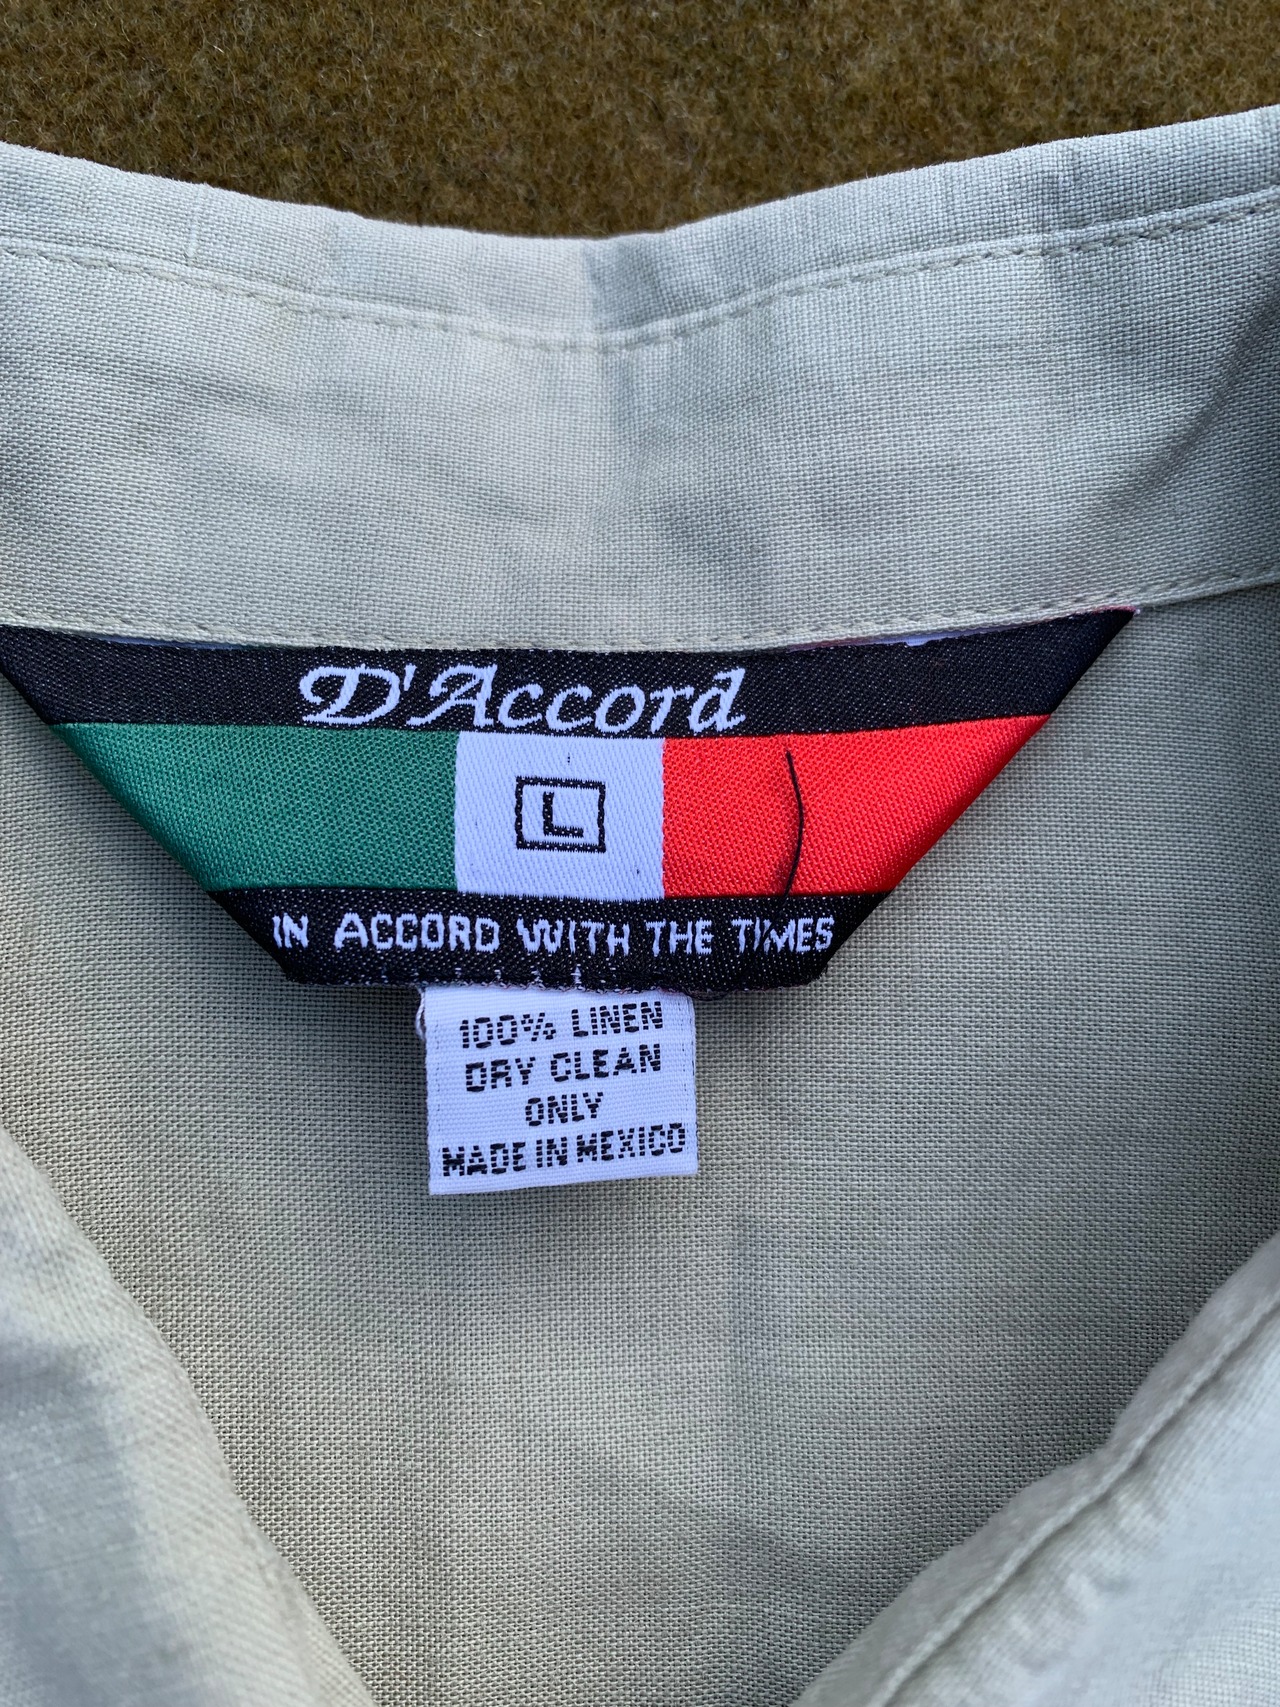 D'Accord
L
IN ACCORD WITH THE TIMES
100% LINEN
DRY CLEAN
ONLY
MADE IN MEXICO